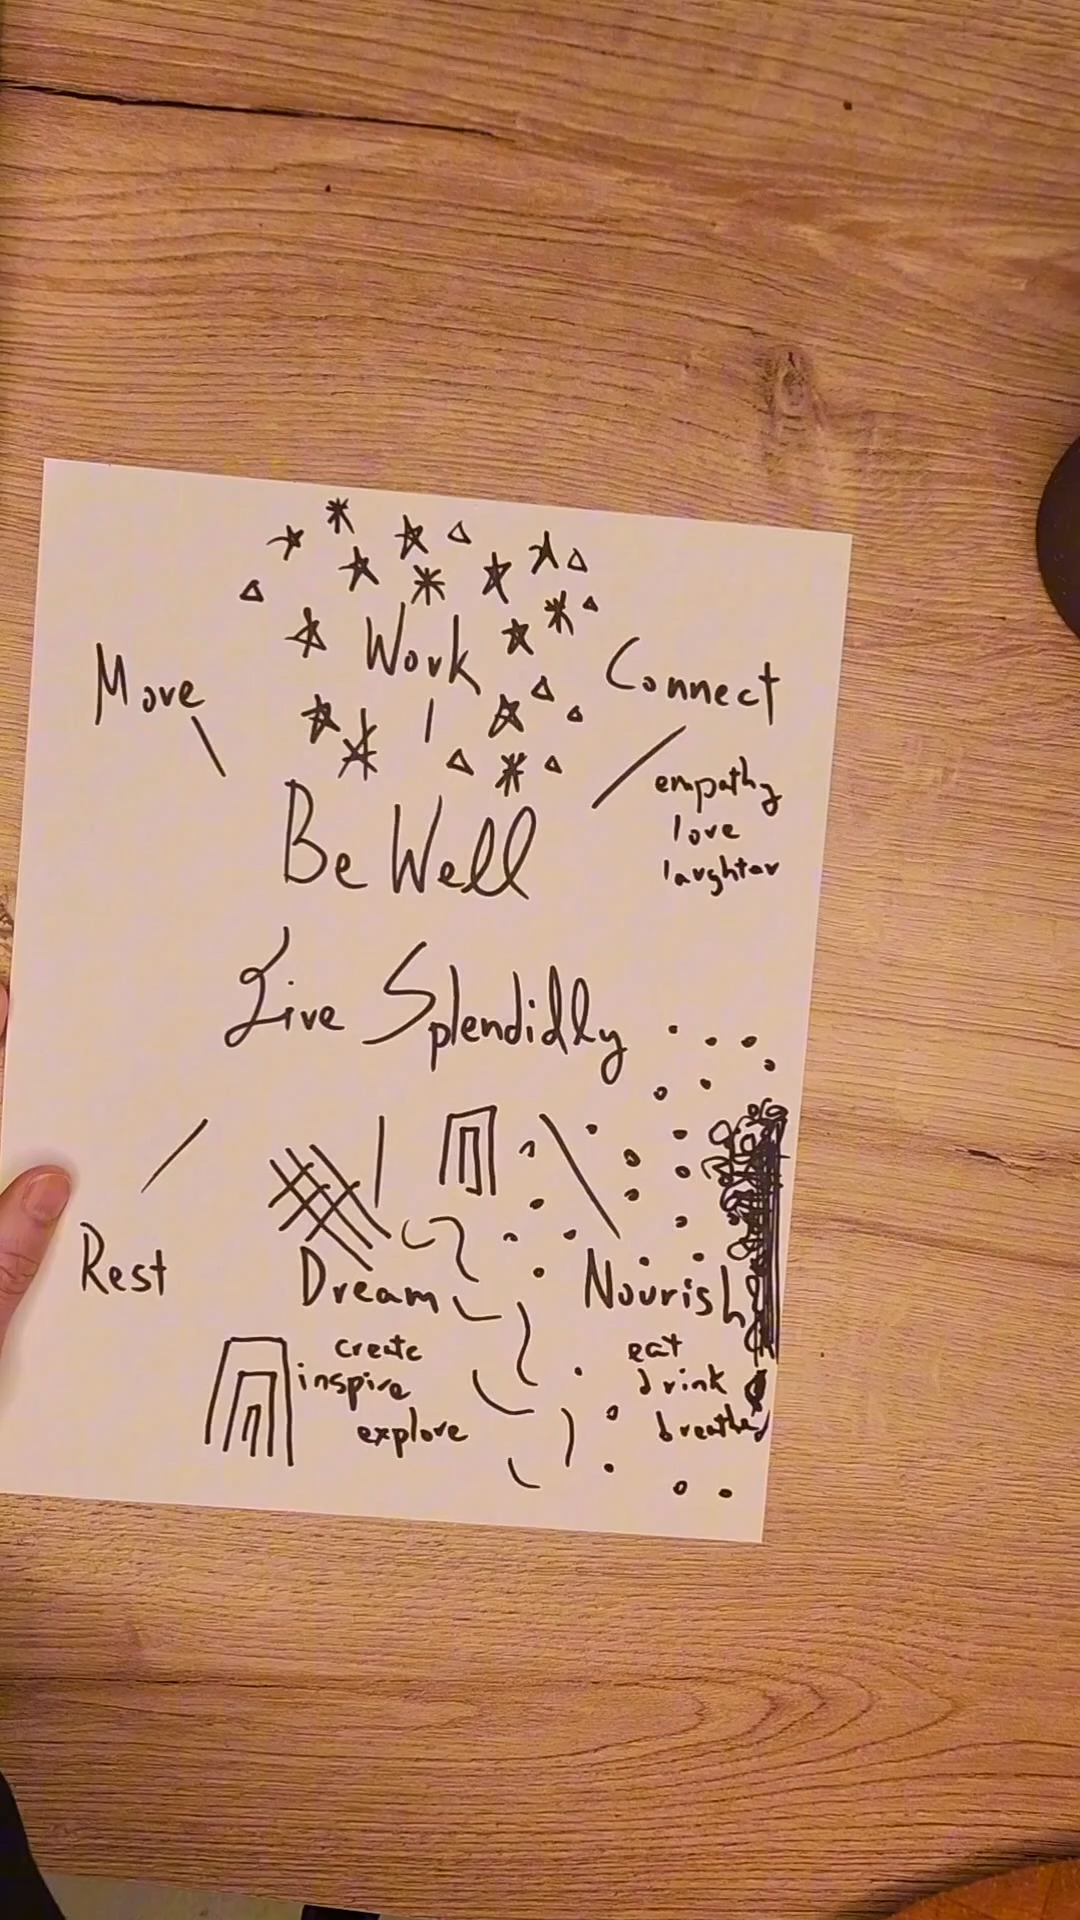 Work
Move
Connect
empathy
love
laughter
Be Well
Live Splendidly
Rest
Dream
create
inspire
explore
Nourish
eat
drink
breathe